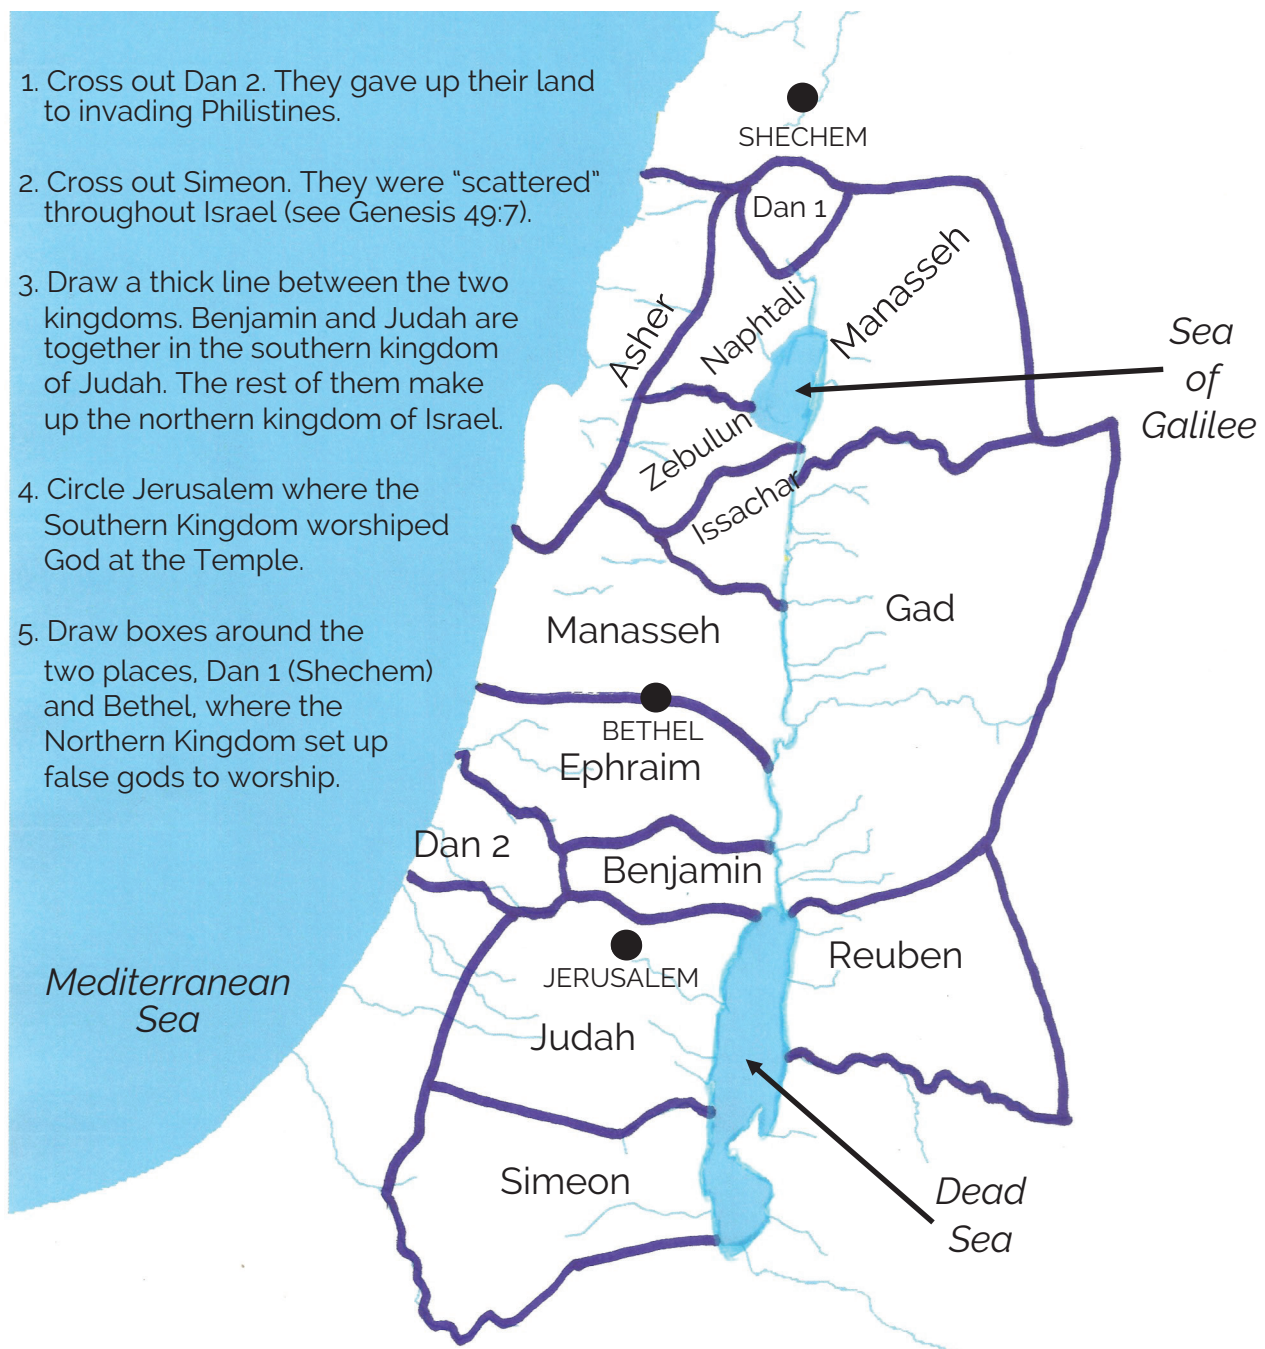 1. Cross out Dan 2. They gave up their land
to invading Philistines.
2. Cross out Simeon. They were “scattered”
throughout Israel (see Genesis 49:7).
3. Draw a thick line between the two
kingdoms. Benjamin and Judah are
together in the southern kingdom
of Judah. The rest of them make
up the northern kingdom of Israel.
4. Circle Jerusalem where the
Southern Kingdom worshiped
God at the Temple.
5. Draw boxes around the
two places, Dan 1 (Shechem)
and Bethel, where the
Northern Kingdom set up
false gods to worship.
SHECHEM
Dan 1
Asher
Naphtali
Manasseh
Sea
of
Galilee
Zebulun
Issachar
Manasseh
Gad
BETHEL
Ephraim
Dan 2
Benjamin
JERUSALEM
Reuben
Mediterranean
Sea
Judah
Simeon
Dead
Sea